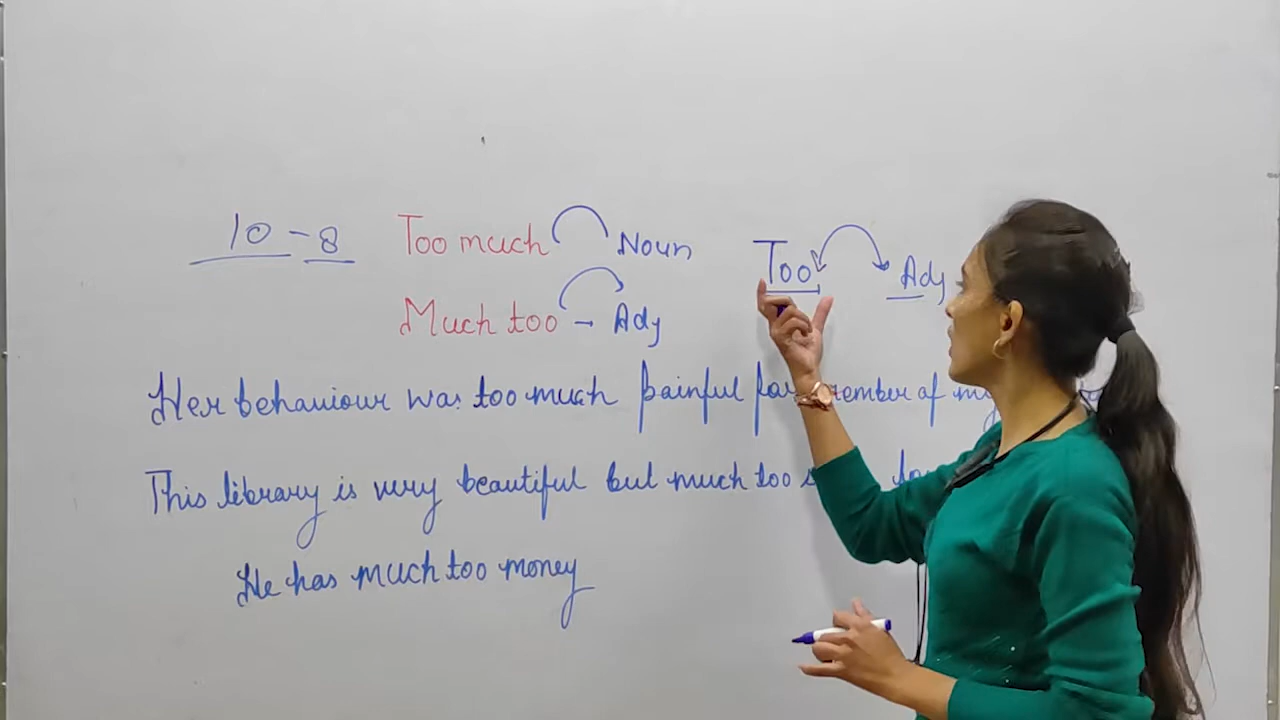 10 - 8 Too much Noun Too Adj
Much too - Adj
Her behaviour was too much painful for member of my
This library is very beautiful but much too
He has much too money